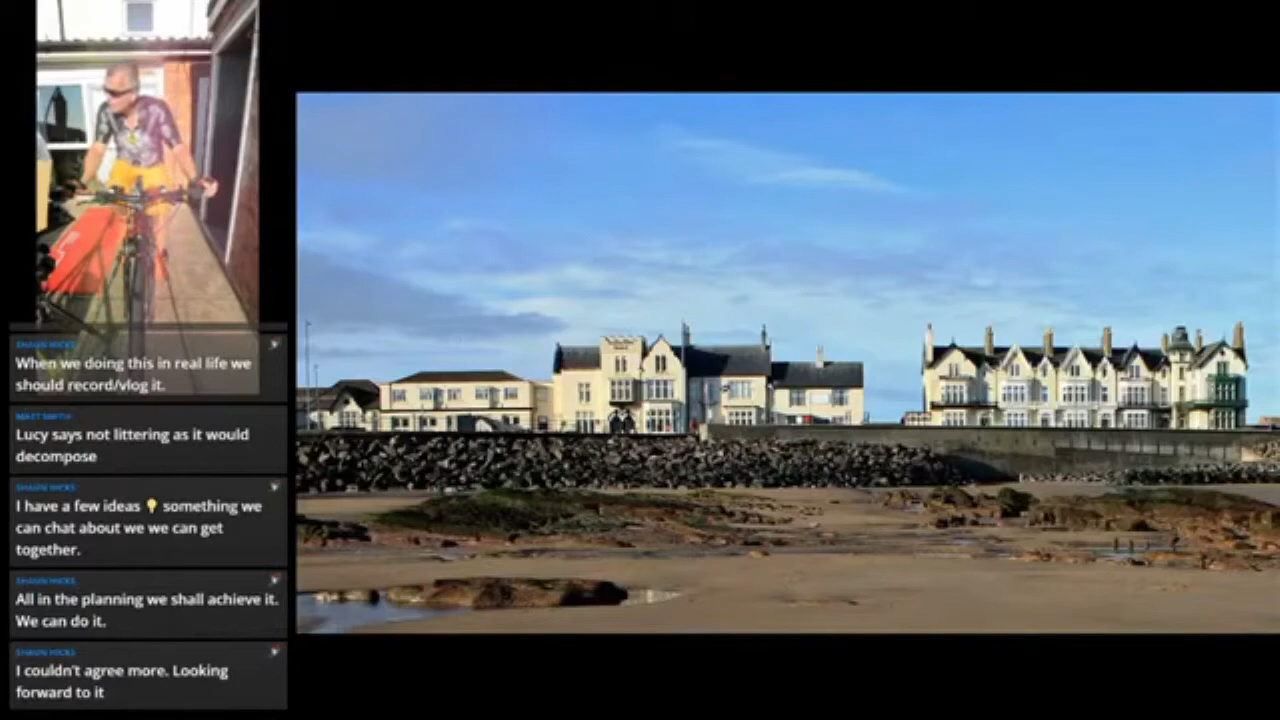 SHAUN HICKS
When we doing this in real life we
should record/vlog it.
MATT SMITH
Lucy says not littering as it would
decompose
SHAUN HICKS
I have a few ideas 💡 something we
can chat about we we can get
together.
SHAUN HICKS
All in the planning we shall achieve it.
We can do it.
SHAUN HICKS
I couldn't agree more. Looking
forward to it